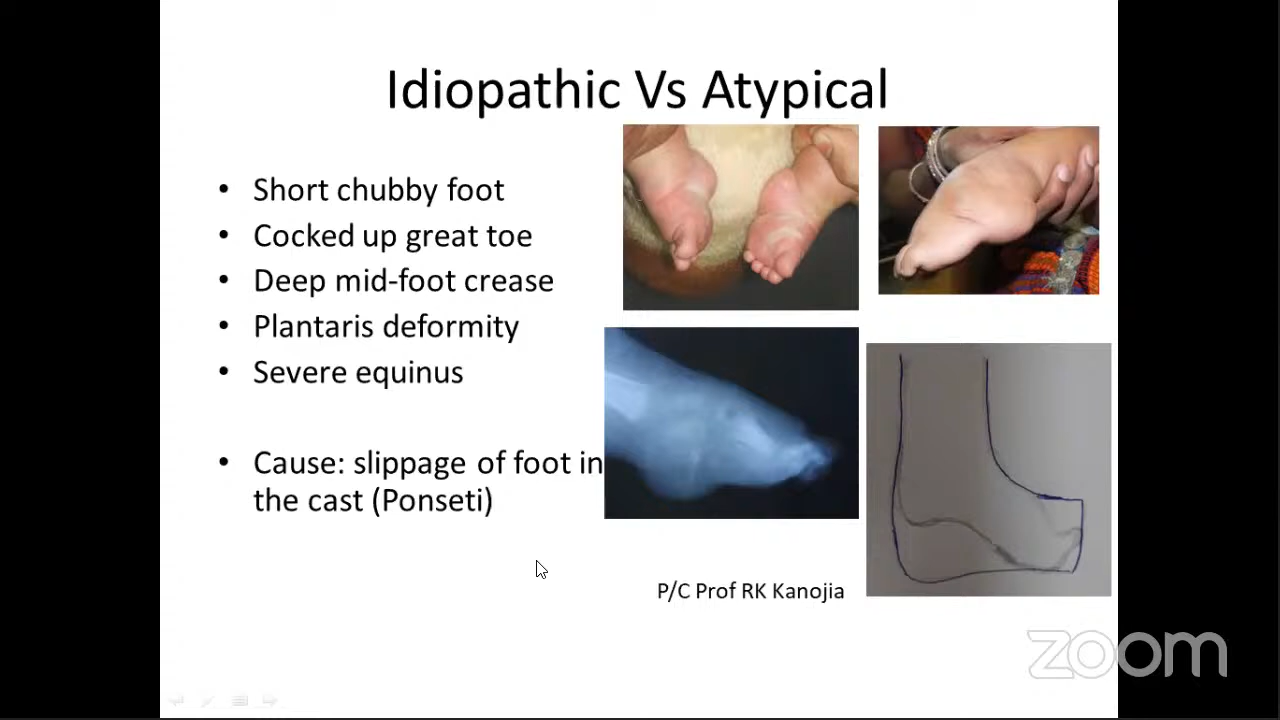 Idiopathic Vs Atypical
• Short chubby foot
• Cocked up great toe
• Deep mid-foot crease
• Plantaris deformity
• Severe equinus
• Cause: slippage of foot in
the cast (Ponseti)
P/C Prof RK Kanojia
zoom